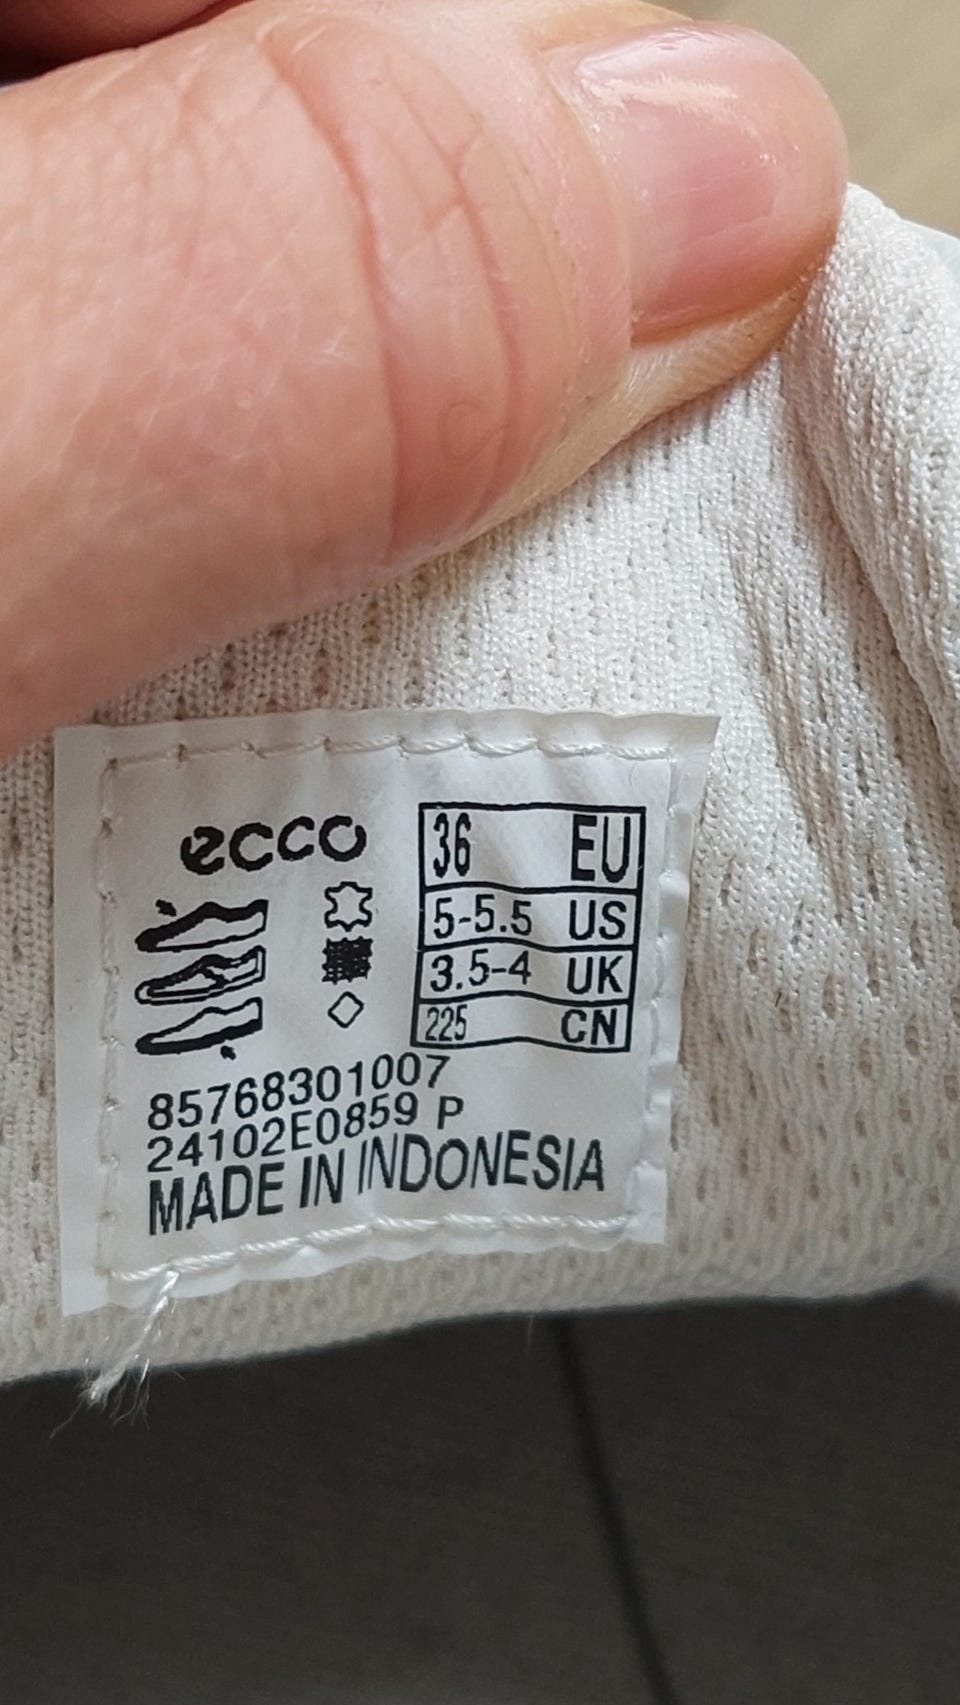 ecco
36 EU
5-5.5 US
3.5-4 UK
225 CN
85768301007
24102E0859 P
MADE IN INDONESIA